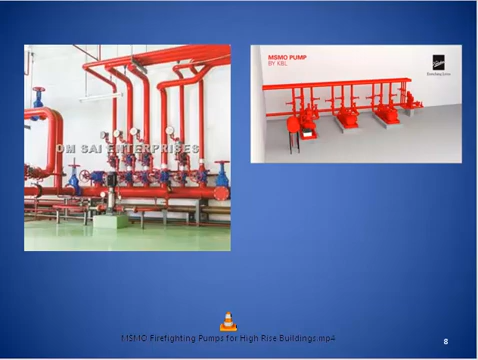 OM SAI ENTERPRISES
MSMO PUMP
BY KBL
MSMO Firefighting Pumps for High Rise Buildings.mp4
8